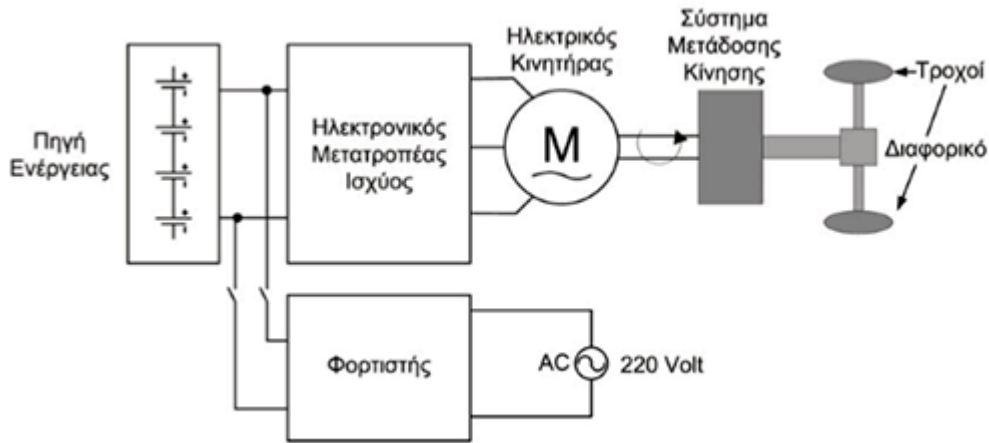 Πηγή
Ενέργειας
Ηλεκτρονικός
Μετατροπέας
Ισχύος
Ηλεκτρικός
Κινητήρας
M
Σύστημα
Μετάδοσης
Κίνησης
Τροχοί
Διαφορικό
Φορτιστής
AC
220 Volt